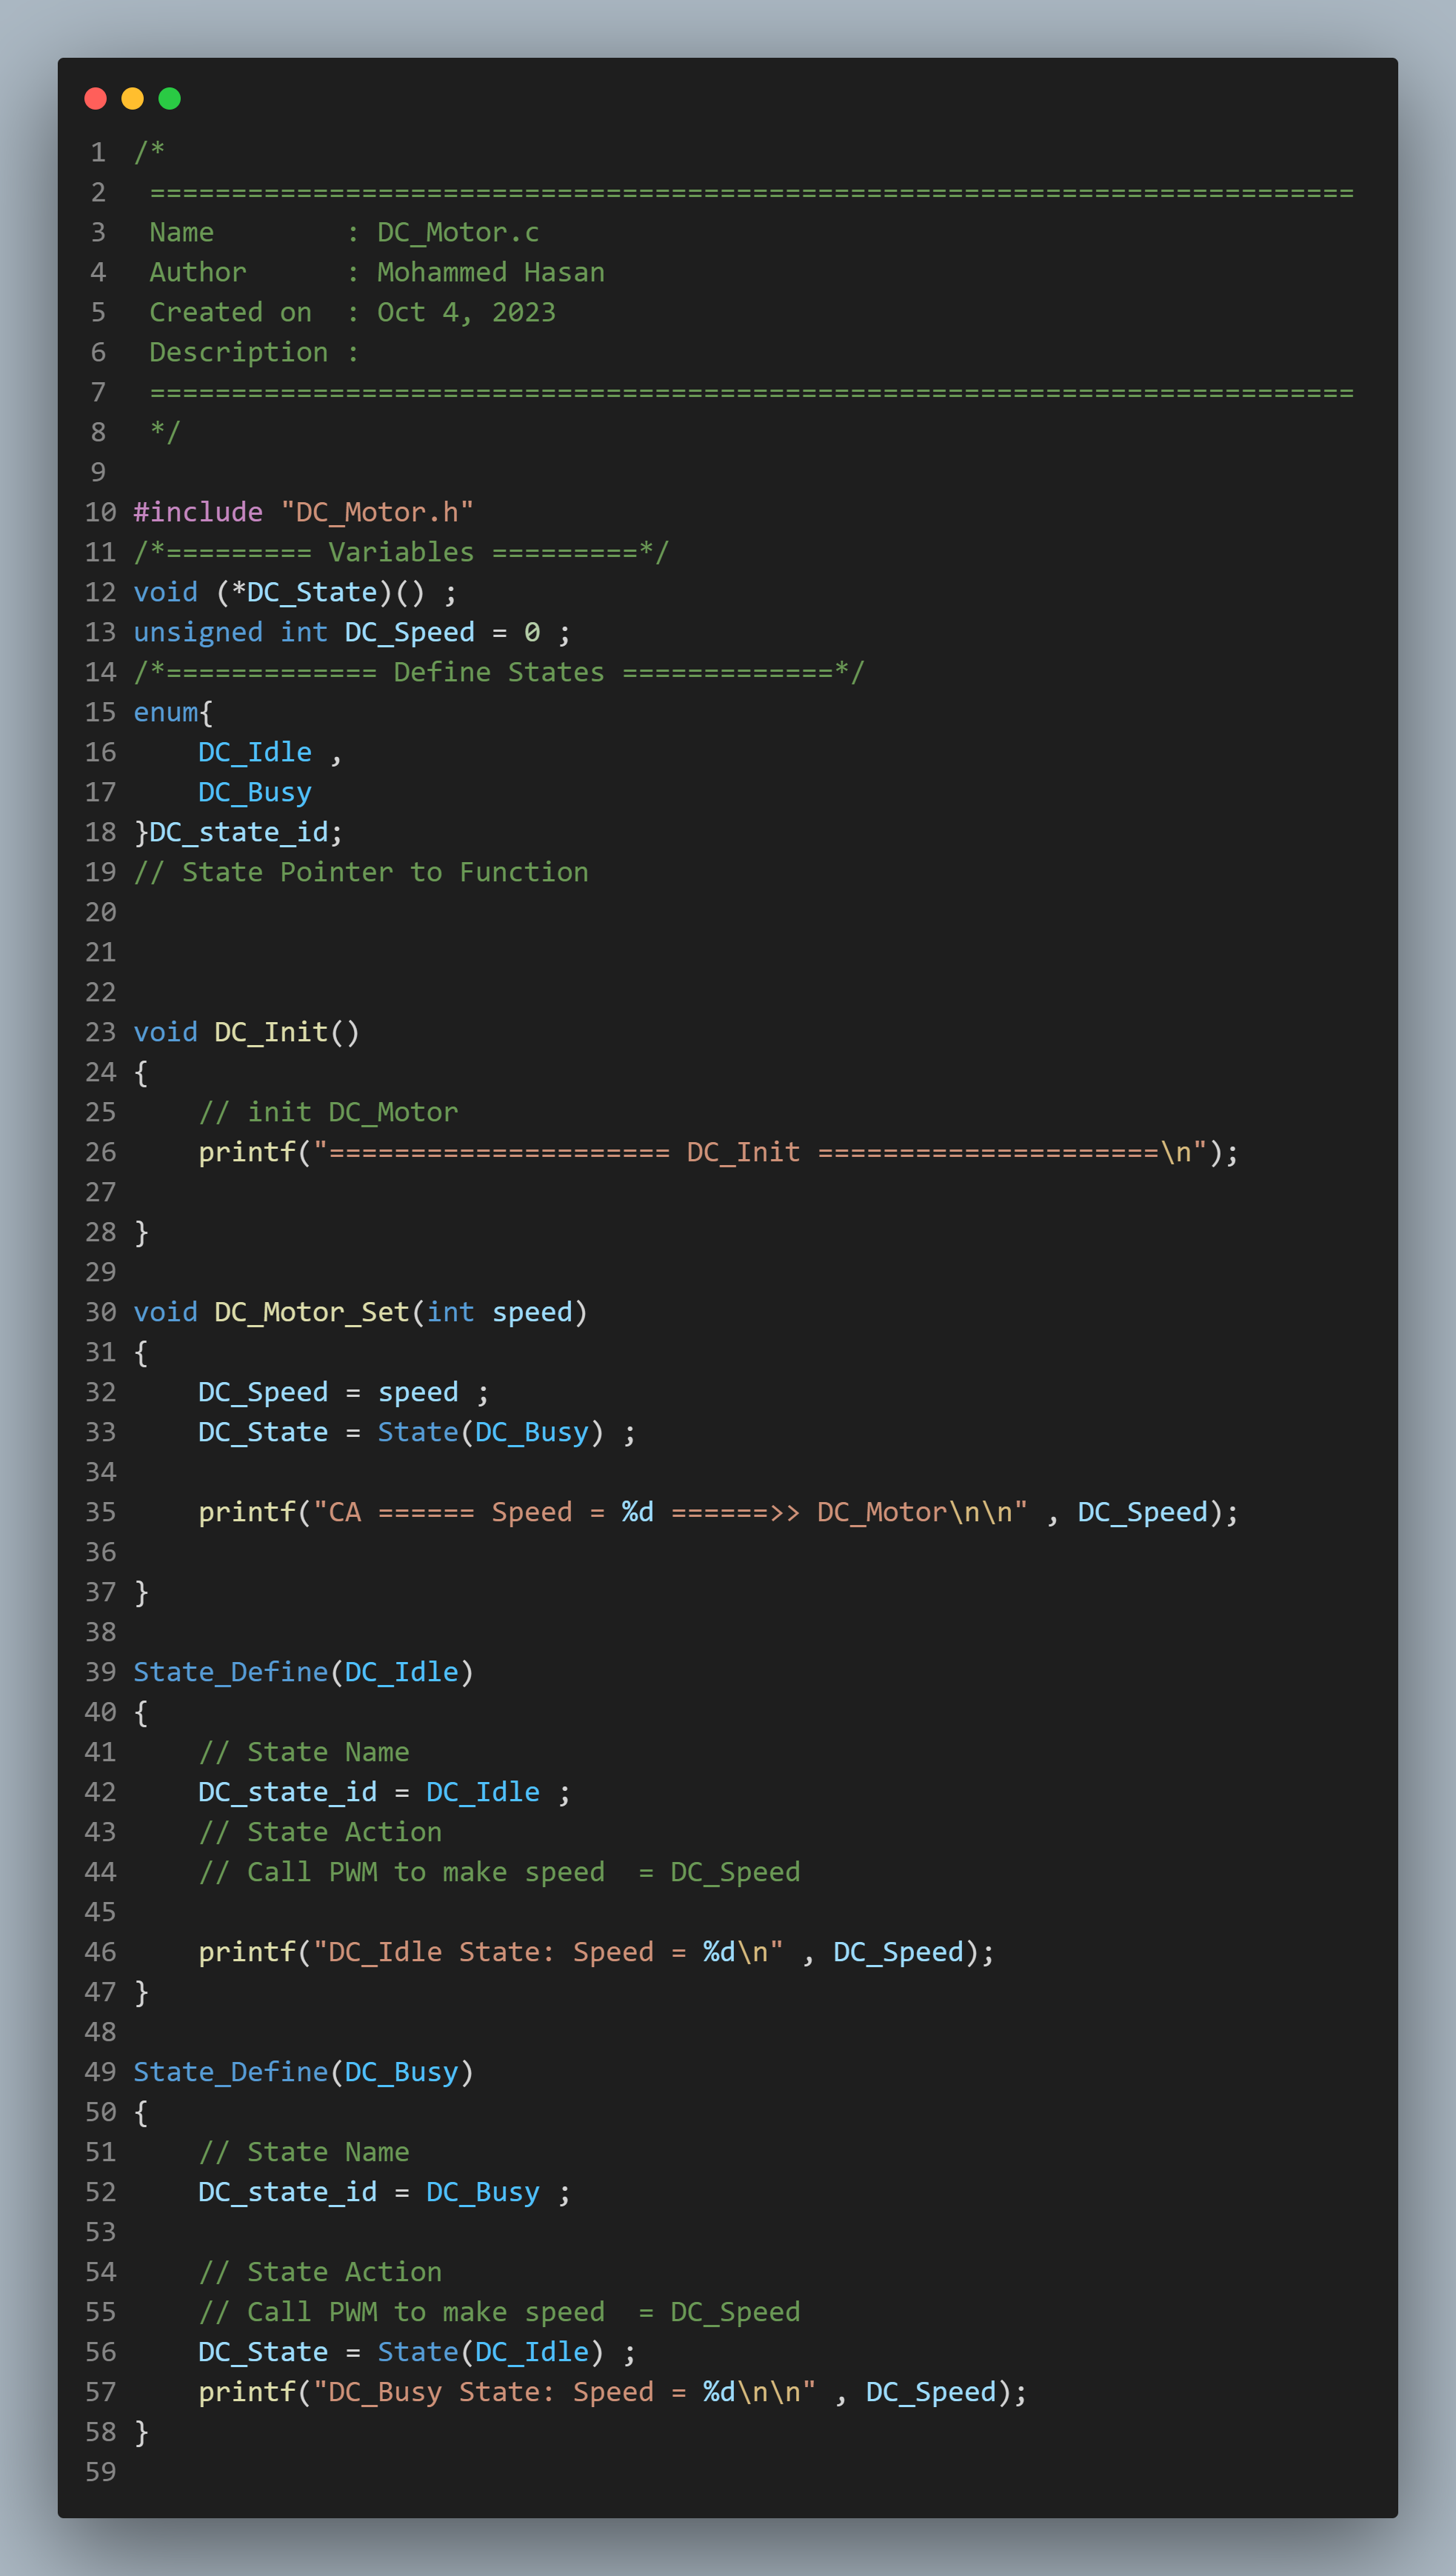 1 /*
2  ==========================================================================
3  Name        : DC_Motor.c
4  Author      : Mohammed Hasan
5  Created on  : Oct 4, 2023
6  Description :
7  ==========================================================================
8  */
9
10 #include "DC_Motor.h"
11 /*========= Variables =========*/
12 void (*DC_State)() ;
13 unsigned int DC_Speed = 0 ;
14 /*============= Define States =============*/
15 enum{
16     DC_Idle ,
17     DC_Busy
18 }DC_state_id;
19 // State Pointer to Function
20
21
22
23 void DC_Init()
24 {
25     // init DC_Motor
26     printf("===================== DC_Init =====================\n");
27
28 }
29
30 void DC_Motor_Set(int speed)
31 {
32     DC_Speed = speed ;
33     DC_State = State(DC_Busy) ;
34
35     printf("CA ====== Speed = %d ======>> DC_Motor\n\n" , DC_Speed);
36
37 }
38
39 State_Define(DC_Idle)
40 {
41     // State Name
42     DC_state_id = DC_Idle ;
43     // State Action
44     // Call PWM to make speed  = DC_Speed
45
46     printf("DC_Idle State: Speed = %d\n" , DC_Speed);
47 }
48
49 State_Define(DC_Busy)
50 {
51     // State Name
52     DC_state_id = DC_Busy ;
53
54     // State Action
55     // Call PWM to make speed  = DC_Speed
56     DC_State = State(DC_Idle) ;
57     printf("DC_Busy State: Speed = %d\n\n" , DC_Speed);
58 }
59